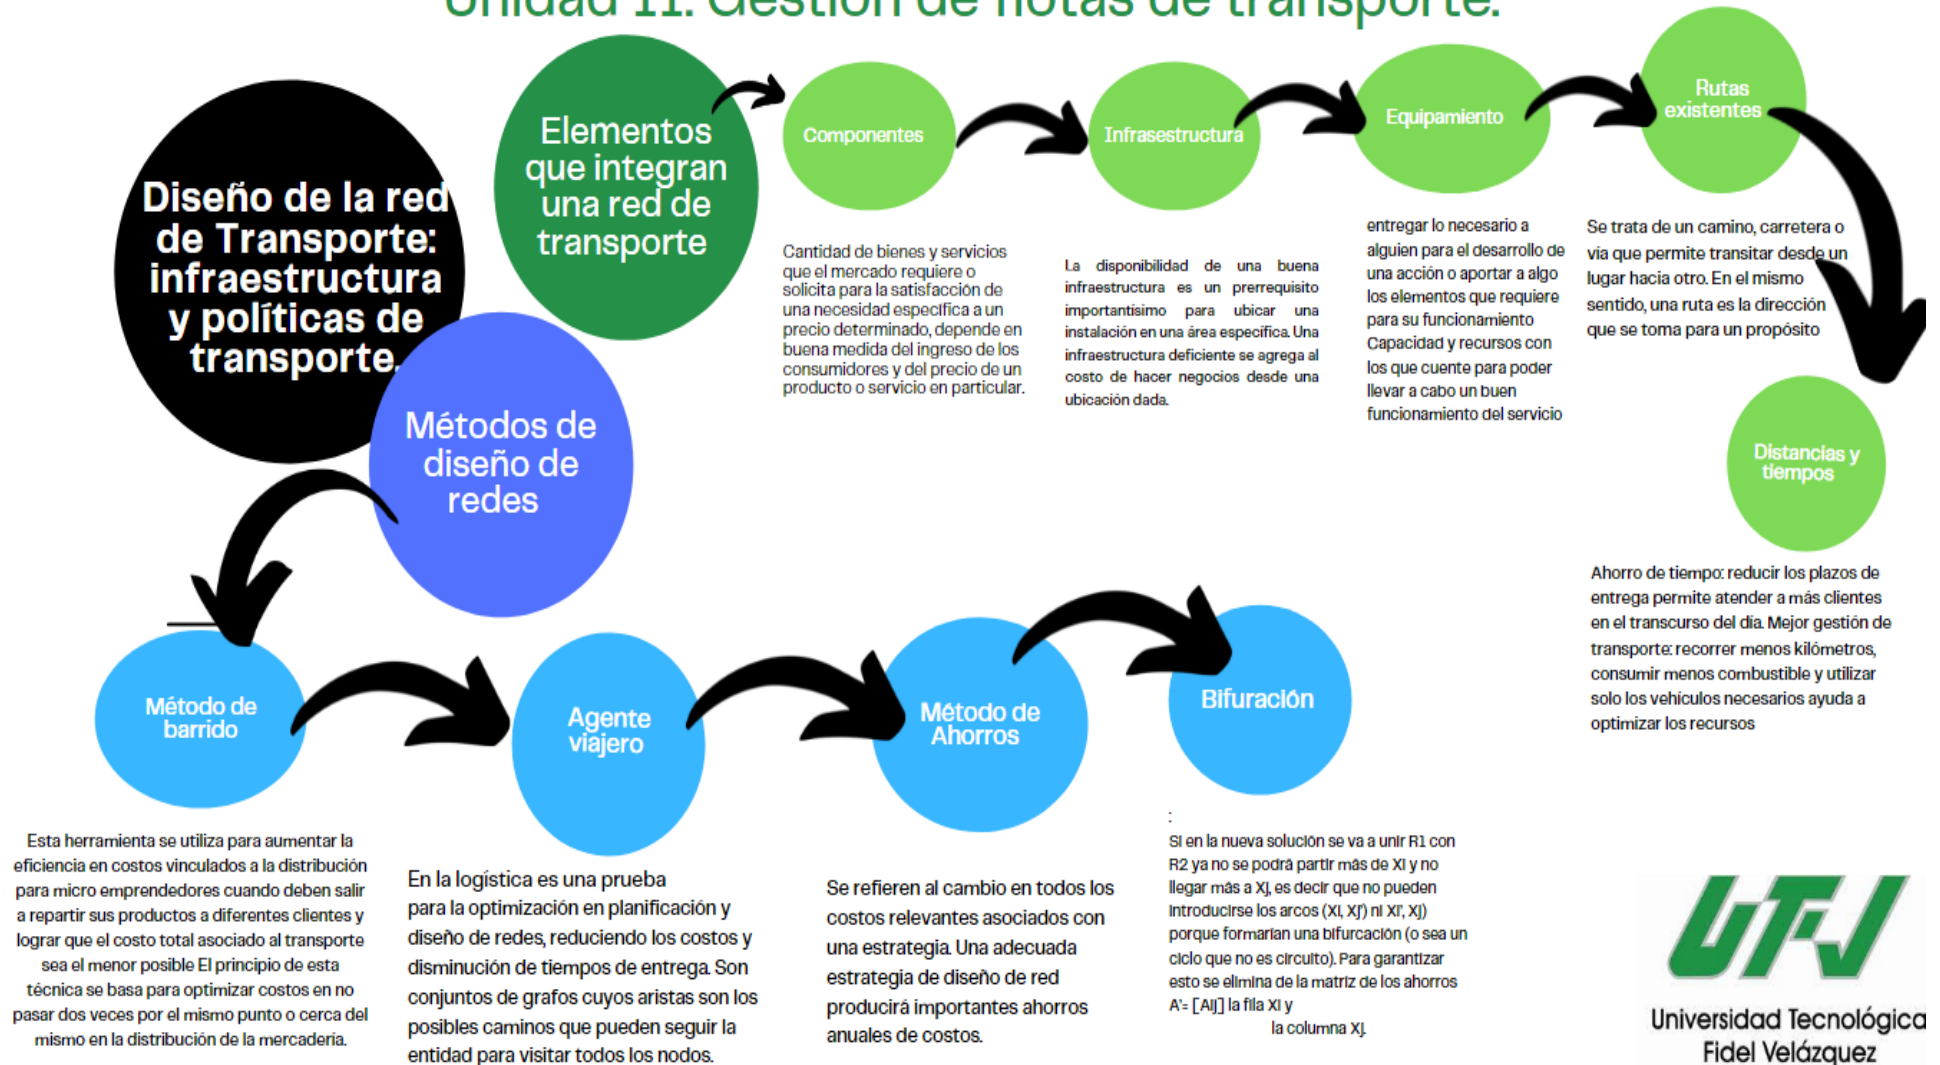 Unidad 11. Gestión de flotas de transporte.
Diseño de la red
de Transporte:
infraestructura
y políticas de
transporte.
Elementos
que integran
una red de
transporte
Componentes
Cantidad de bienes y servicios
que el mercado requiere o
solicita para la satisfacción de
una necesidad específica a un
precio determinado, depende en
buena medida del ingreso de los
consumidores y del precio de un
producto o servicio en particular.
Infrasestructura
La disponibilidad de una buena
infraestructura es un prerrequisito
importantísimo para ubicar una
instalación en una área específica. Una
infraestructura deficiente se agrega al
costo de hacer negocios desde una
ubicación dada.
Equipamiento
entregar lo necesario a
alguien para el desarrollo de
una acción o aportar a algo
los elementos que requiere
para su funcionamiento
Capacidad y recursos con
los que cuente para poder
llevar a cabo un buen
funcionamiento del servicio
Rutas
existentes
Se trata de un camino, carretera o
vía que permite transitar desde un
lugar hacia otro. En el mismo
sentido, una ruta es la dirección
que se toma para un propósito
Distancias y
tiempos
Ahorro de tiempo: reducir los plazos de
entrega permite atender a más clientes
en el transcurso del día. Mejor gestión de
transporte: recorrer menos kilómetros,
consumir menos combustible y utilizar
solo los vehículos necesarios ayuda a
optimizar los recursos
Métodos de
diseño de
redes
Método de
barrido
Esta herramienta se utiliza para aumentar la
eficiencia en costos vinculados a la distribución
para micro emprendedores cuando deben salir
a repartir sus productos a diferentes clientes y
lograr que el costo total asociado al transporte
sea el menor posible El principio de esta
técnica se basa para optimizar costos en no
pasar dos veces por el mismo punto o cerca del
mismo en la distribución de la mercadería.
Agente
viajero
En la logística es una prueba
para la optimización en planificación y
diseño de redes, reduciendo los costos y
disminución de tiempos de entrega. Son
conjuntos de grafos cuyos aristas son los
posibles caminos que pueden seguir la
entidad para visitar todos los nodos.
Método de
Ahorros
Se refieren al cambio en todos los
costos relevantes asociados con
una estrategia. Una adecuada
estrategia de diseño de red
producirá importantes ahorros
anuales de costos.
Bifuración
:
Si en la nueva solución se va a unir R1 con
R2 ya no se podrá partir más de Xi y no
llegar más a Xj, es decir que no pueden
introducirse los arcos (Xi, Xj') ni Xi', Xj)
porque formarían una bifurcación (o sea un
ciclo que no es circuito). Para garantizar
esto se elimina de la matriz de los ahorros
A'= [Aij] la fila Xi y
la columna Xj.
UTFV
Universidad Tecnológica
Fidel Velázquez